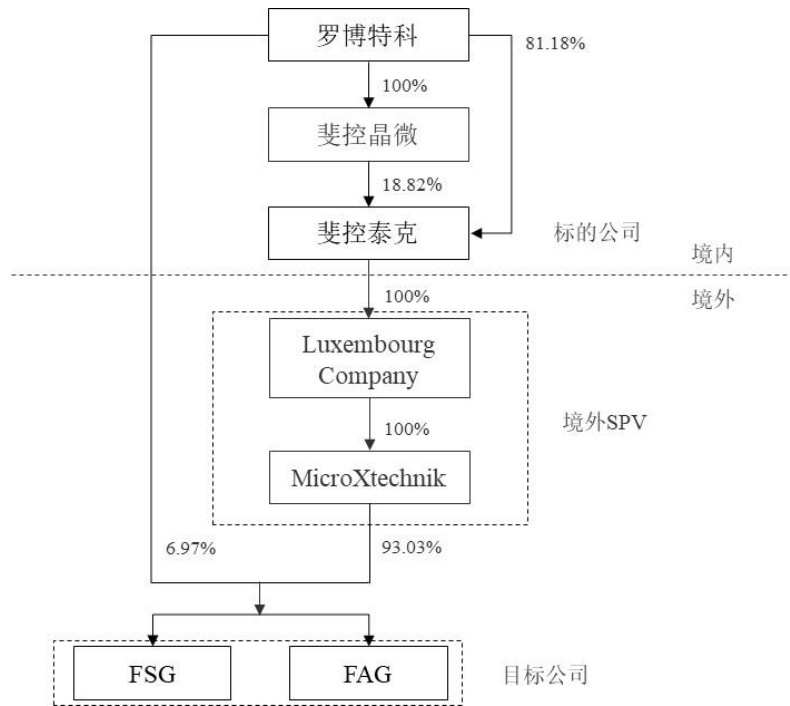 罗博特科
81.18%
100%
斐控晶微
18.82%
斐控泰克
标的公司
境内
100%
境外
Luxembourg
Company
100%
境外SPV
MicroXtechnik
6.97%
93.03%
FSG
FAG
目标公司